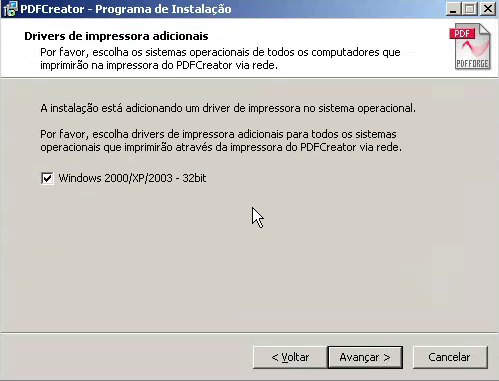 PDFCreator - Programa de Instalação
Drivers de impressora adicionais
Por favor, escolha os sistemas operacionais de todos os computadores que
imprimirão na impressora do PDFCreator via rede.
PDF
PDFFORGE
A instalação está adicionando um driver de impressora no sistema operacional.
Por favor, escolha drivers de impressora adicionais para todos os sistemas
operacionais que imprimirão através da impressora do PDFCreator via rede.
Windows 2000/XP/2003 - 32bit
< Voltar
Avançar >
Cancelar